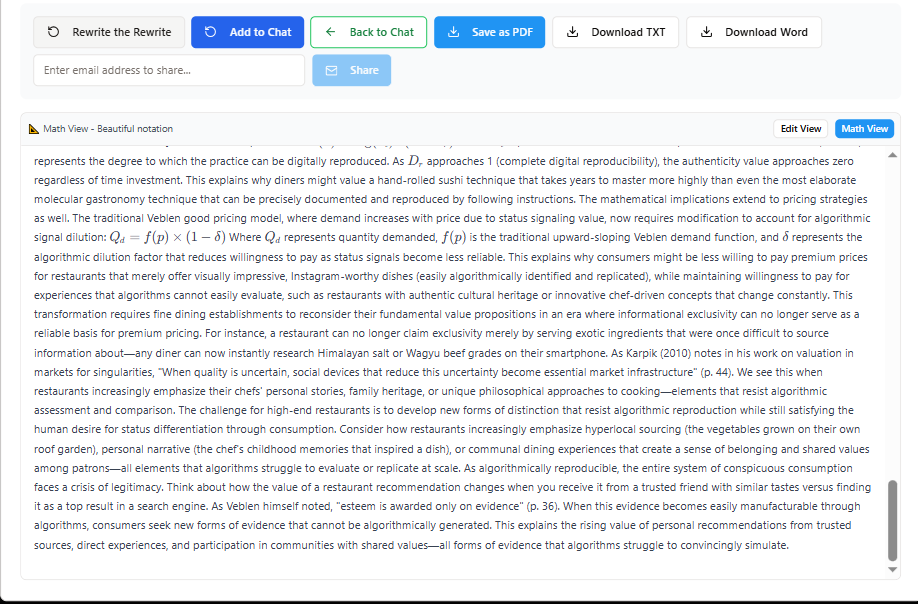 Rewrite the Rewrite
Add to Chat
Back to Chat
Save as PDF
Download TXT
Download Word
Enter email address to share...
Share
Math View - Beautiful notation
Edit View
Math View
represents the degree to which the practice can be digitally reproduced. As Dᵣ approaches 1 (complete digital reproducibility), the authenticity value approaches zero
regardless of time investment. This explains why diners might value a hand-rolled sushi technique that takes years to master more highly than even the most elaborate
molecular gastronomy technique that can be precisely documented and reproduced by following instructions. The mathematical implications extend to pricing strategies
as well. The traditional Veblen good pricing model, where demand increases with price due to status signaling value, now requires modification to account for algorithmic
signal dilution: Q_d = f(p) × (1 − δ) Where Q_d represents quantity demanded, f(p) is the traditional upward-sloping Veblen demand function, and δ represents the
algorithmic dilution factor that reduces willingness to pay as status signals become less reliable. This explains why consumers might be less willing to pay premium prices
for restaurants that merely offer visually impressive, Instagram-worthy dishes (easily algorithmically identified and replicated), while maintaining willingness to pay for
experiences that algorithms cannot easily evaluate, such as restaurants with authentic cultural heritage or innovative chef-driven concepts that change constantly. This
transformation requires fine dining establishments to reconsider their fundamental value propositions in an era where informational exclusivity can no longer serve as a
reliable basis for premium pricing. For instance, a restaurant can no longer claim exclusivity merely by serving exotic ingredients that were once difficult to source
information about—any diner can now instantly research Himalayan salt or Wagyu beef grades on their smartphone. As Karpik (2010) notes in his work on valuation in
markets for singularities, "When quality is uncertain, social devices that reduce this uncertainty become essential market infrastructure" (p. 44). We see this when
restaurants increasingly emphasize their chefs' personal stories, family heritage, or unique philosophical approaches to cooking—elements that resist algorithmic
assessment and comparison. The challenge for high-end restaurants is to develop new forms of distinction that resist algorithmic reproduction while still satisfying the
human desire for status differentiation through consumption. Consider how restaurants increasingly emphasize hyperlocal sourcing (the vegetables grown on their own
roof garden), personal narrative (the chef's childhood memories that inspired a dish), or communal dining experiences that create a sense of belonging and shared values
among patrons—all elements that algorithms struggle to evaluate or replicate at scale. As algorithmically reproducible, the entire system of conspicuous consumption
faces a crisis of legitimacy. Think about how the value of a restaurant recommendation changes when you receive it from a trusted friend with similar tastes versus finding
it as a top result in a search engine. As Veblen himself noted, "esteem is awarded only on evidence" (p. 36). When this evidence becomes easily manufacturable through
algorithms, consumers seek new forms of evidence that cannot be algorithmically generated. This explains the rising value of personal recommendations from trusted
sources, direct experiences, and participation in communities with shared values—all forms of evidence that algorithms struggle to convincingly simulate.